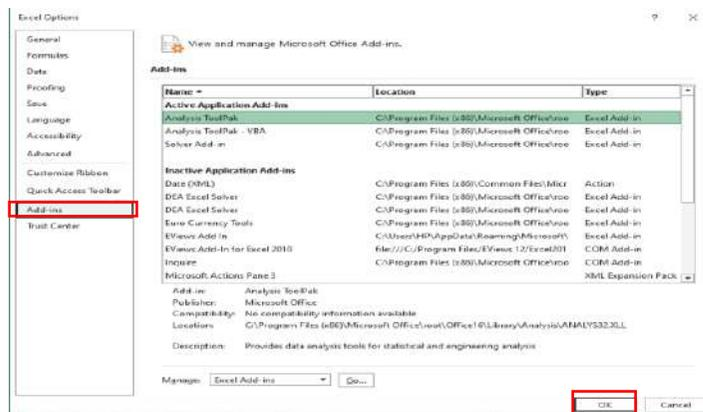 Excel Options ? ×
General
Formulas
Data
Proofing
Save
Language
Accessibility
Advanced
Customize Ribbon
Quick Access Toolbar
Add-ins
Trust Center
View and manage Microsoft Office Add-ins.
Add-ins
Name Location Type
Active Application Add-ins
Analysis ToolPak C:\Program Files (x86)\Microsoft Office\roo Excel Add-in
Analysis ToolPak - VBA C:\Program Files (x86)\Microsoft Office\roo Excel Add-in
Solver Add-in C:\Program Files (x86)\Microsoft Office\roo Excel Add-in
Inactive Application Add-ins
Date (XML) C:\Program Files (x86)\Common Files\Micr Action
DEA Excel Solver C:\Program Files (x86)\Microsoft Office\roo Excel Add-in
DEA Excel Solver C:\Program Files (x86)\Microsoft Office\roo Excel Add-in
Euro Currency Tools C:\Program Files (x86)\Microsoft Office\roo Excel Add-in
EViews Add In C:\Users\HP\AppData\Roaming\Microsoft\ Excel Add-in
EViews Add-In for Excel 2010 file:///C:/Program Files/EViews 12/Excel201 COM Add-in
Inquire C:\Program Files (x86)\Microsoft Office\roo COM Add-in
Microsoft Actions Pane 3 XML Expansion Pack
Add-in: Analysis ToolPak
Publisher: Microsoft Office
Compatibility: No compatibility information available
Location: C:\Program Files (x86)\Microsoft Office\root\Office16\Library\Analysis\ANALYS32.XLL
Description: Provides data analysis tools for statistical and engineering analysis
Manage: Excel Add-ins Go...
OK Cancel